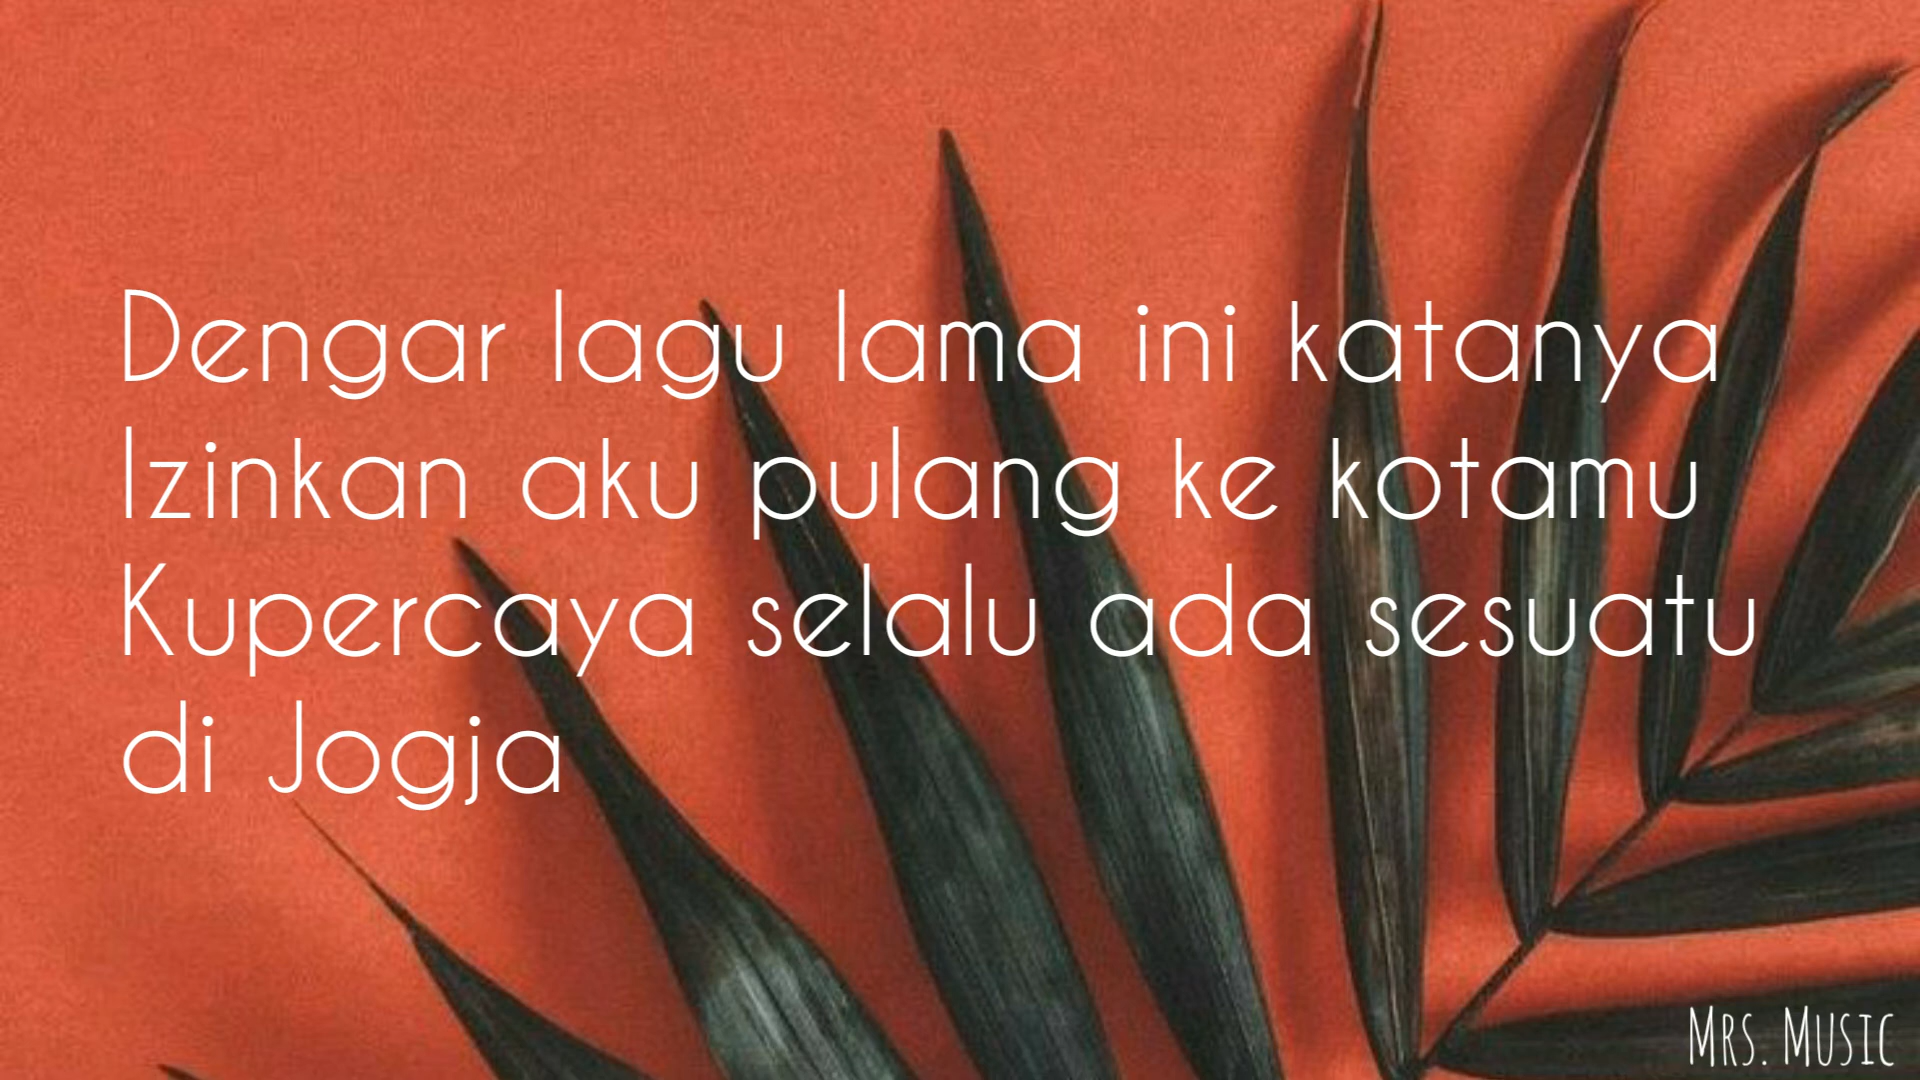 Dengar lagu lama ini katanya
Izinkan aku pulang ke kotamu
Kupercaya selalu ada sesuatu
di Jogja
Mrs. Music